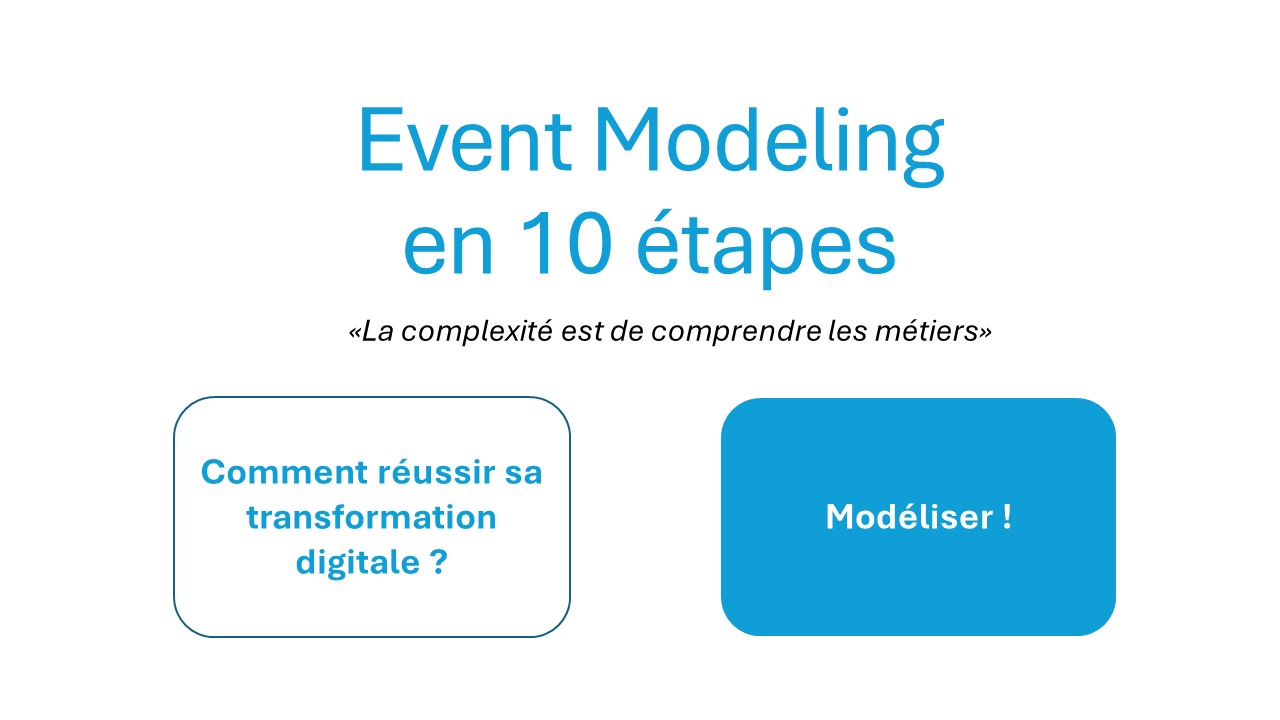 Event Modeling
en 10 étapes
«La complexité est de comprendre les métiers»
Comment réussir sa
transformation
digitale ?
Modéliser !